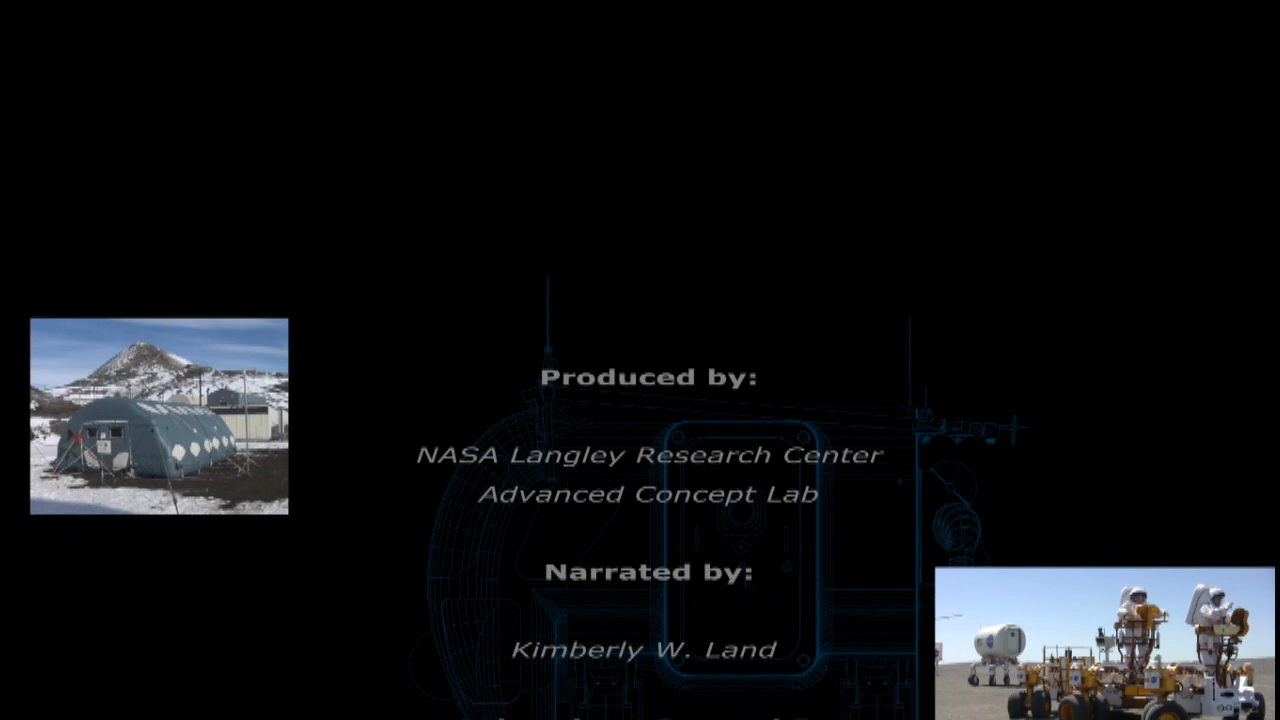 Produced by:
NASA Langley Research Center
Advanced Concept Lab
Narrated by:
Kimberly W. Land